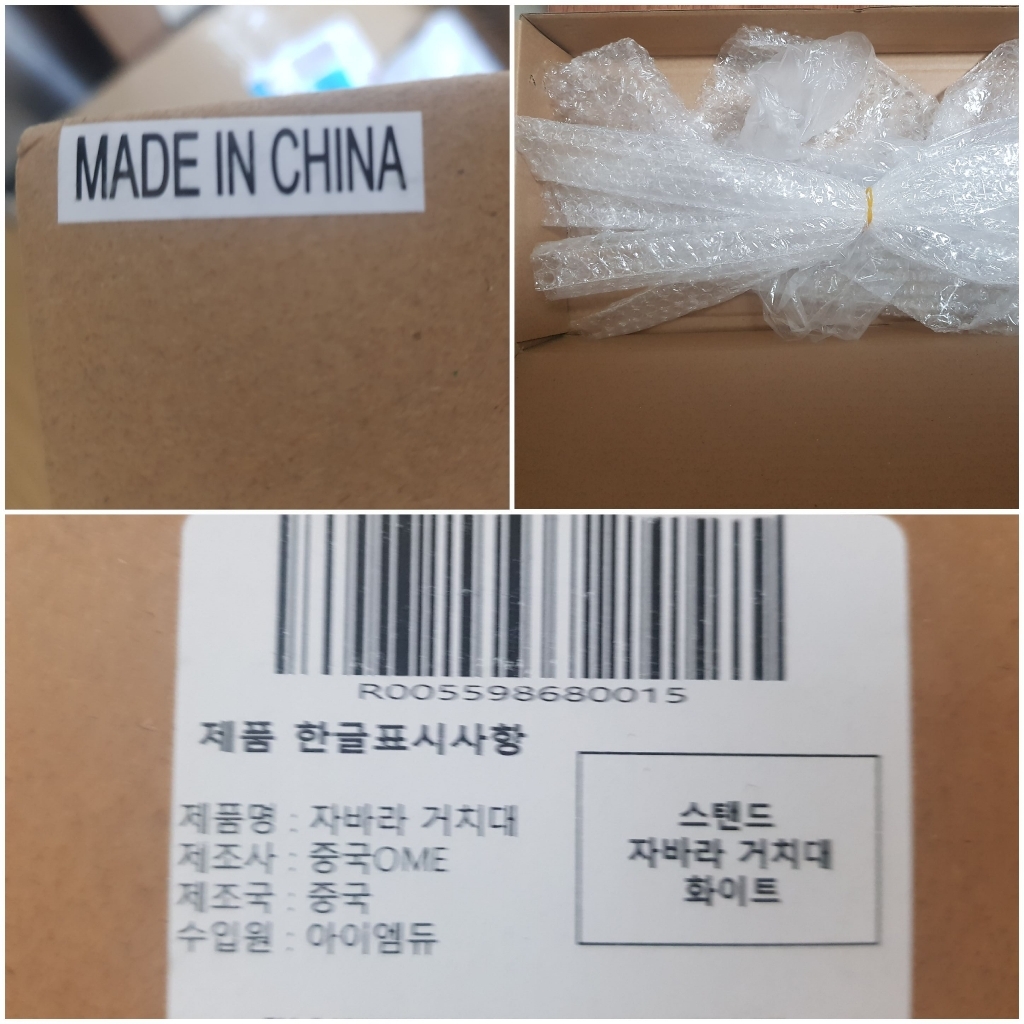 MADE IN CHINA
R005598680015
제품 한글표시사항
제품명 : 자바라 거치대
제조사 : 중국OME
제조국 : 중국
수입원 : 아이엠듀
스탠드
자바라 거치대
화이트